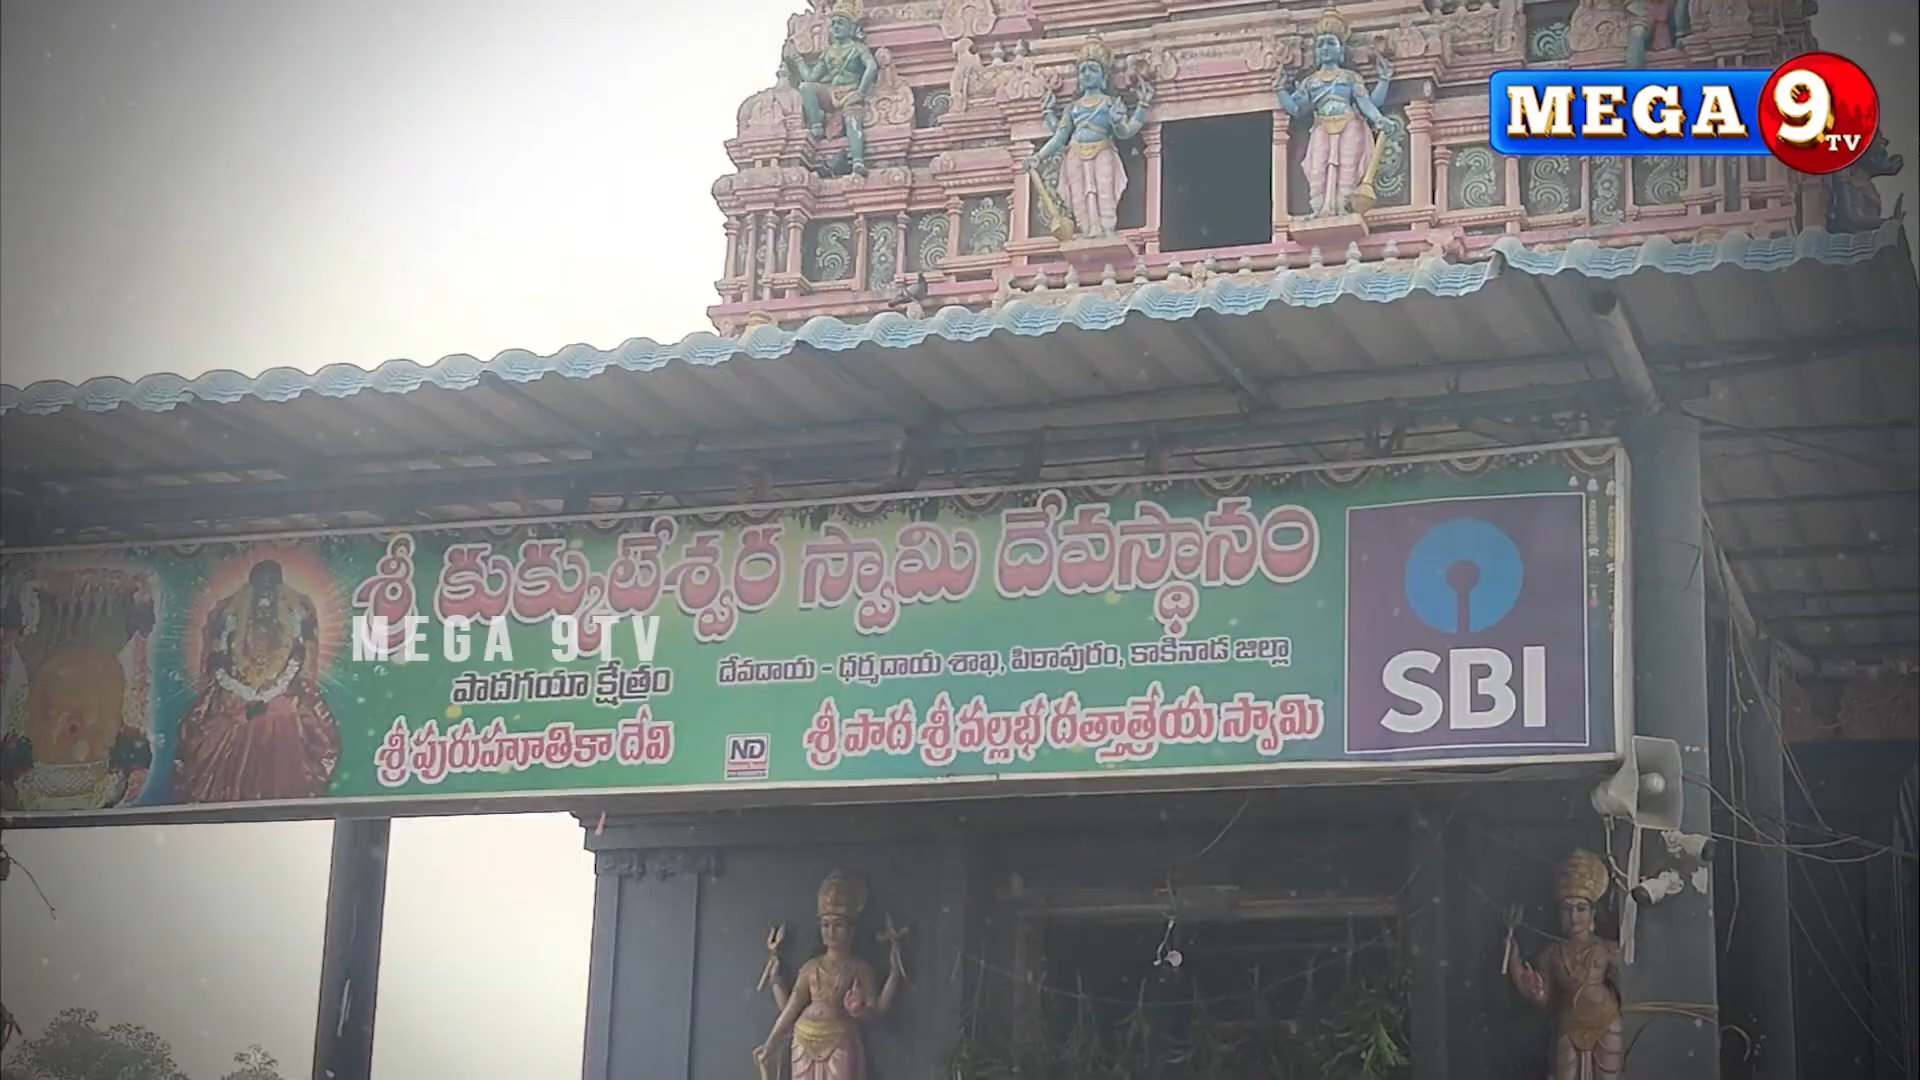 MEGA 9 TV
శ్రీ కుక్కుటేశ్వర స్వామి దేవస్థానం
MEGA 9TV
పాదగయా క్షేత్రం
దేవదాయ - ధర్మదాయ శాఖ, పిఠాపురం, కాకినాడ జిల్లా
శ్రీ పురుహూతికా దేవి
ND
శ్రీ పాద శ్రీ వల్లభ దత్తాత్రేయ స్వామి
SBI